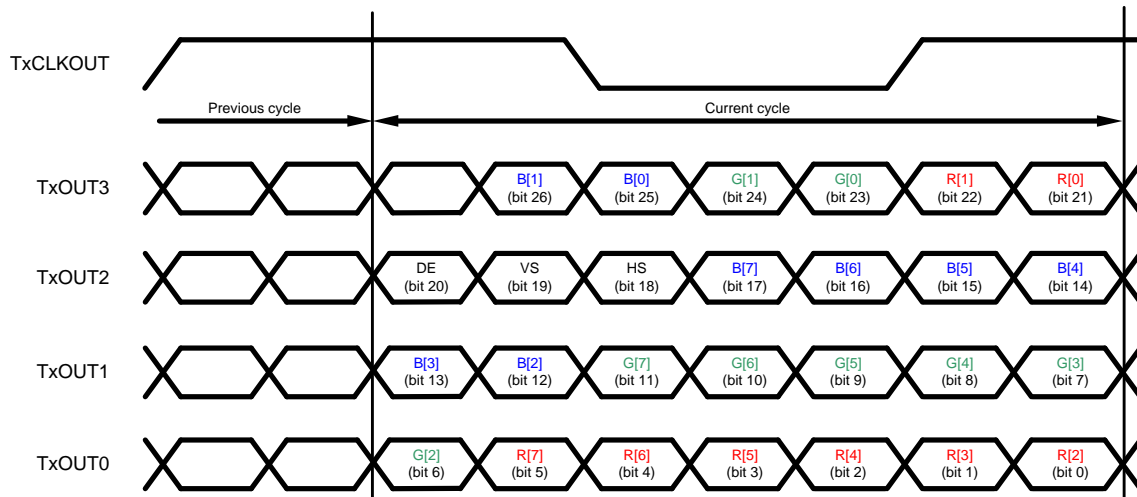 TxCLKOUT
Previous cycle
Current cycle
TxOUT3
B[1]
(bit 26)
B[0]
(bit 25)
G[1]
(bit 24)
G[0]
(bit 23)
R[1]
(bit 22)
R[0]
(bit 21)
TxOUT2
DE
(bit 20)
VS
(bit 19)
HS
(bit 18)
B[7]
(bit 17)
B[6]
(bit 16)
B[5]
(bit 15)
B[4]
(bit 14)
TxOUT1
B[3]
(bit 13)
B[2]
(bit 12)
G[7]
(bit 11)
G[6]
(bit 10)
G[5]
(bit 9)
G[4]
(bit 8)
G[3]
(bit 7)
TxOUT0
G[2]
(bit 6)
R[7]
(bit 5)
R[6]
(bit 4)
R[5]
(bit 3)
R[4]
(bit 2)
R[3]
(bit 1)
R[2]
(bit 0)